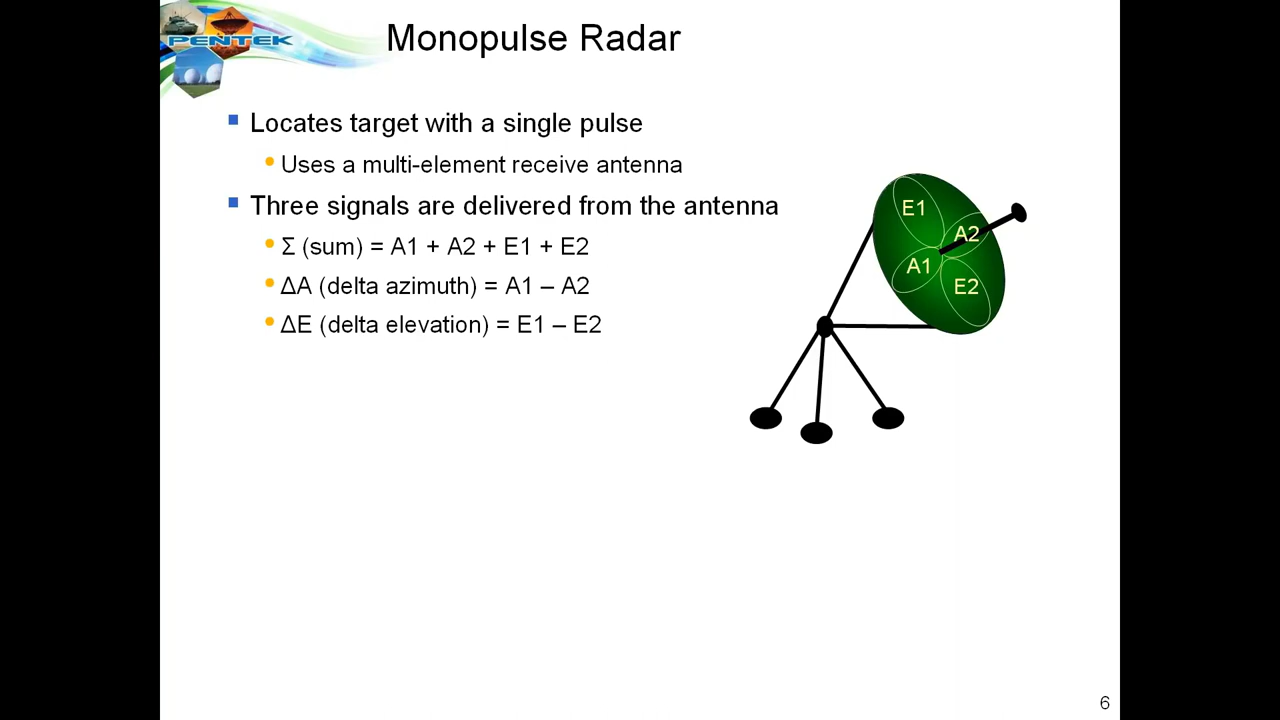 PENTEK
Monopulse Radar
Locates target with a single pulse
Uses a multi-element receive antenna
Three signals are delivered from the antenna
Σ (sum) = A1 + A2 + E1 + E2
ΔA (delta azimuth) = A1 – A2
ΔE (delta elevation) = E1 – E2
E1
A2
A1
E2
6